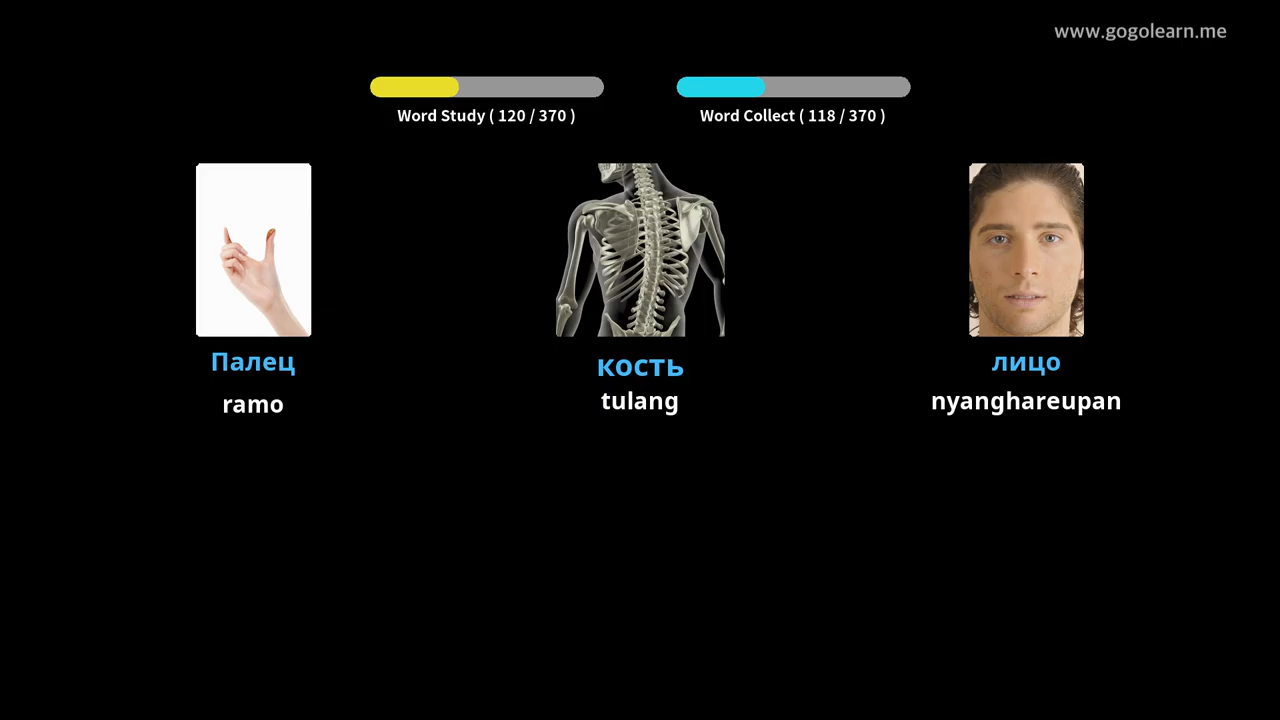 www.gogolearn.me
Word Study ( 120 / 370 )
Word Collect ( 118 / 370 )
Палец
кость
лицо
ramo
tulang
nyanghareupan